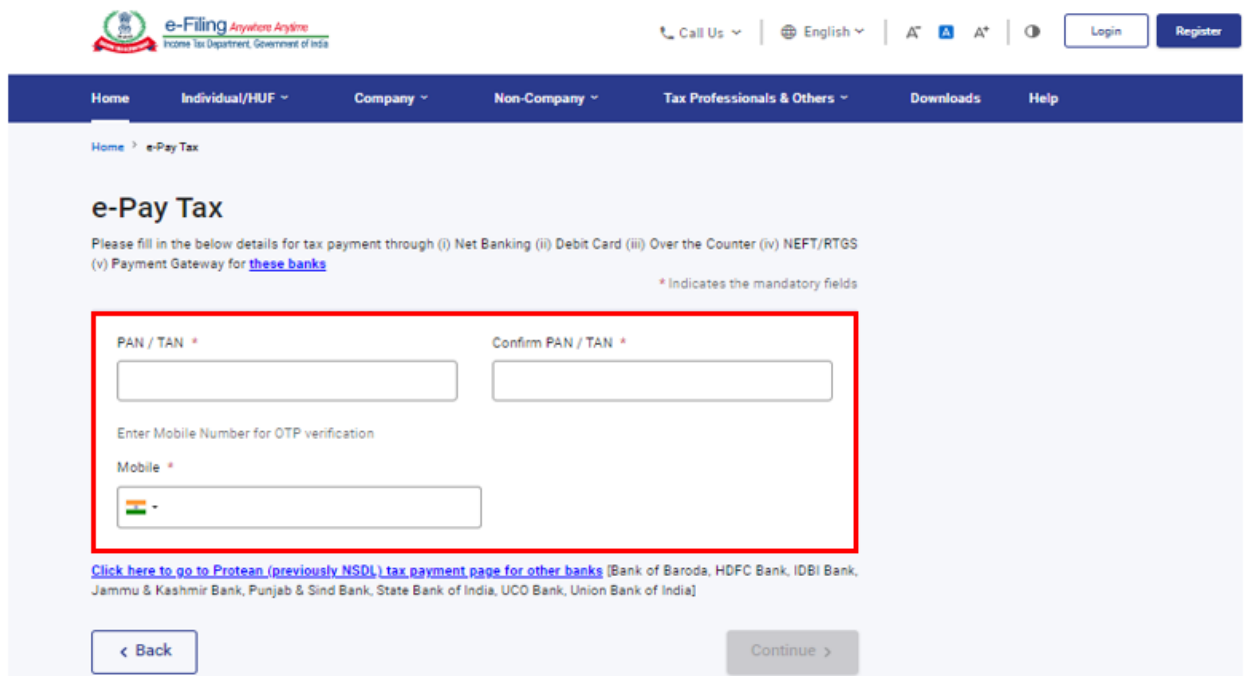 e-Filing Anywhere Anytime
Income Tax Department, Government of India
Call Us
English
A-
A
A+
Login
Register
Home
Individual/HUF
Company
Non-Company
Tax Professionals & Others
Downloads
Help
Home > e-Pay Tax
e-Pay Tax
Please fill in the below details for tax payment through (i) Net Banking (ii) Debit Card (iii) Over the Counter (iv) NEFT/RTGS
(v) Payment Gateway for these banks
* Indicates the mandatory fields
PAN / TAN *
Confirm PAN / TAN *
Enter Mobile Number for OTP verification
Mobile *
Click here to go to Protean (previously NSDL) tax payment page for other banks [Bank of Baroda, HDFC Bank, IDBI Bank,
Jammu & Kashmir Bank, Punjab & Sind Bank, State Bank of India, UCO Bank, Union Bank of India]
< Back
Continue >